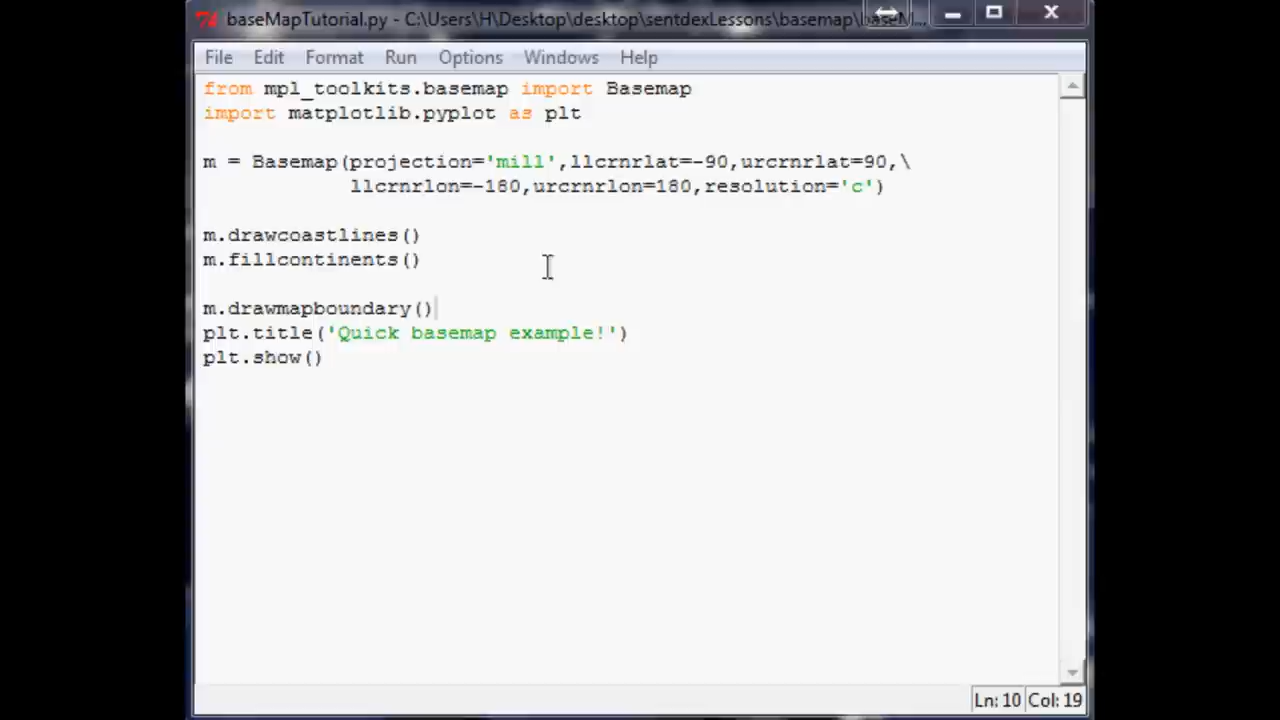 baseMapTutorial.py - C:\Users\H\Desktop\desktop\sentdexLessons\basemap\baseM...
File Edit Format Run Options Windows Help
from mpl_toolkits.basemap import Basemap
import matplotlib.pyplot as plt
m = Basemap(projection='mill',llcrnrlat=-90,urcrnrlat=90,\
llcrnrlon=-180,urcrnrlon=180,resolution='c')
m.drawcoastlines()
m.fillcontinents()
m.drawmapboundary()
plt.title('Quick basemap example!')
plt.show()
Ln: 10 Col: 19